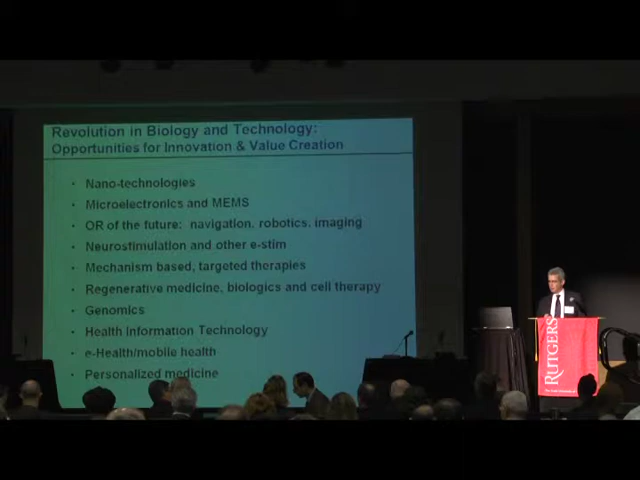 Revolution in Biology and Technology:
Opportunities for Innovation & Value Creation
• Nano-technologies
• Microelectronics and MEMS
• OR of the future: navigation, robotics, imaging
• Neurostimulation and other e-stim
• Mechanism based, targeted therapies
• Regenerative medicine, biologics and cell therapy
• Genomics
• Health Information Technology
• e-Health/mobile health
• Personalized medicine
RUTGERS